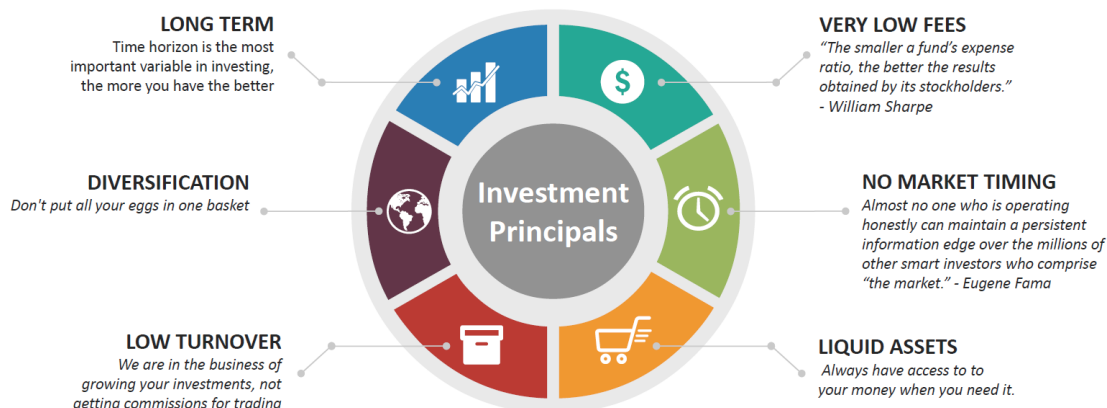 LONG TERM
Time horizon is the most
important variable in investing,
the more you have the better
VERY LOW FEES
“The smaller a fund’s expense
ratio, the better the results
obtained by its stockholders.”
- William Sharpe
DIVERSIFICATION
Don't put all your eggs in one basket
Investment
Principals
NO MARKET TIMING
Almost no one who is operating
honestly can maintain a persistent
information edge over the millions of
other smart investors who comprise
“the market.” - Eugene Fama
LOW TURNOVER
We are in the business of
growing your investments, not
getting commissions for trading
LIQUID ASSETS
Always have access to to
your money when you need it.
$